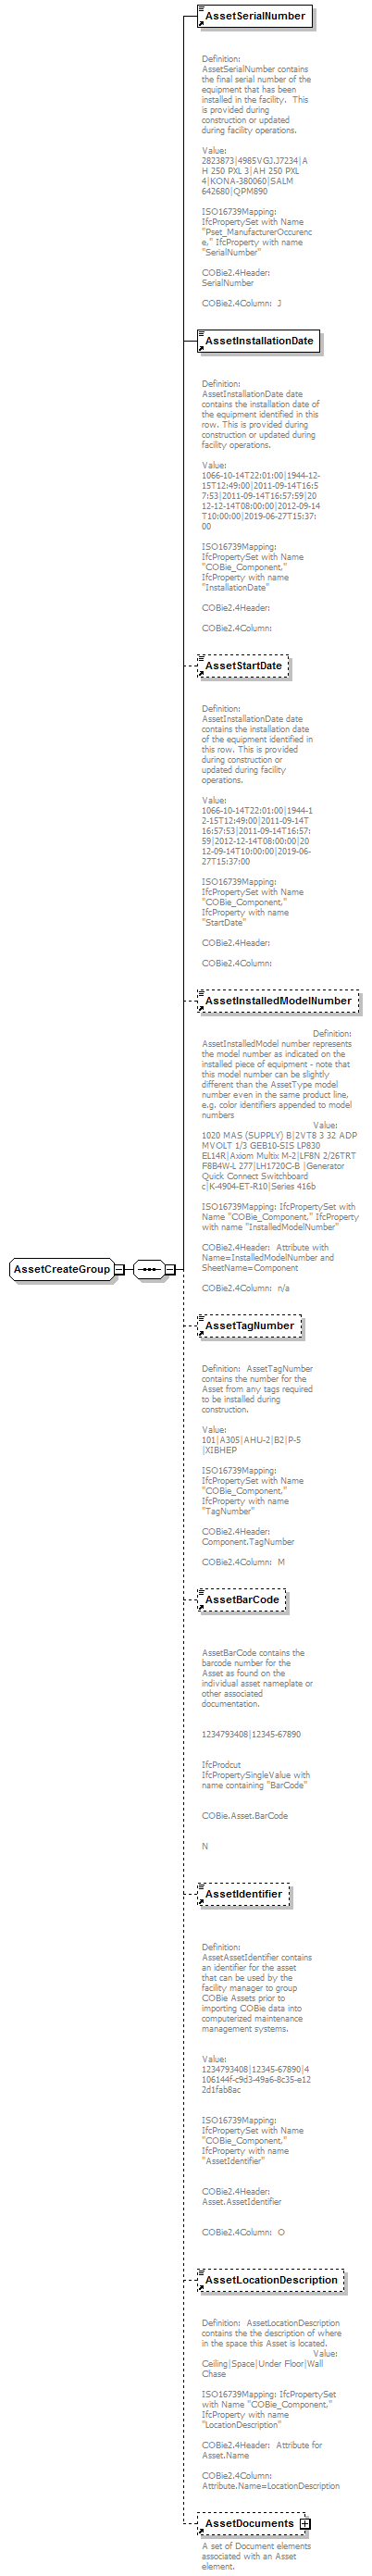 AssetSerialNumber
Definition:
AssetSerialNumber contains
the final serial number of the
equipment that has been
installed in the facility.  This
is provided during
construction or updated
during facility operations.
Value:
2823873|4985VGJ.J7234|A
H 250 PXL 3|AH 250 PXL
4|KONA-380060|SALM
642680|QPM890
ISO16739Mapping:
IfcPropertySet with Name
"Pset_ManufacturerOccurenc
e," IfcProperty with name
"SerialNumber"
COBie2.4Header:
SerialNumber
COBie2.4Column:  J
AssetInstallationDate
Definition:
AssetInstallationDate date
contains the installation date of
the equipment identified in this
row. This is provided during
construction or updated during
facility operations.
Value:
1066-10-14T22:01:00|1944-12-
15T12:49:00|2011-09-14T16:5
7:53|2011-09-14T16:57:59|20
12-12-14T08:00:00|2012-09-14
T10:00:00|2019-06-27T15:37:
00
ISO16739Mapping:
IfcPropertySet with Name
"COBie_Component,"
IfcProperty with name
"InstallationDate"
COBie2.4Header:
COBie2.4Column:
AssetStartDate
Definition:
AssetInstallationDate date
contains the installation date
of the equipment identified in
this row. This is provided
during construction or
updated during facility
operations.
Value:
1066-10-14T22:01:00|1944-1
2-15T12:49:00|2011-09-14T
16:57:53|2011-09-14T16:57:
59|2012-12-14T08:00:00|20
12-09-14T10:00:00|2019-06-
27T15:37:00
ISO16739Mapping:
IfcPropertySet with Name
"COBie_Component,"
IfcProperty with name
"StartDate"
COBie2.4Header:
COBie2.4Column:
AssetInstalledModelNumber
Definition:
AssetInstalledModel number represents
the model number as indicated on the
installed piece of equipment - note that
this model number can be slightly
different than the AssetType model
number even in the same product line,
e.g. color identifiers appended to model
numbers
Value:
1020 MAS (SUPPLY) B|2VT8 3 32 ADP
MVOLT 1/3 GEB10-SIS LP830
EL14R|Axiom Multix M-2|LF8N 2/26TRT
F8B4W-L 277|LH1720C-B |Generator
Quick Connect Switchboard
c|K-4904-ET-R10|Series 416b
ISO16739Mapping: IfcPropertySet with
Name "COBie_Component," IfcProperty
with name "InstalledModelNumber"
COBie2.4Header:  Attribute with
Name=InstalledModelNumber and
SheetName=Component
COBie2.4Column:  n/a
AssetCreateGroup
AssetTagNumber
Definition:  AssetTagNumber
contains the number for the
Asset from any tags required
to be installed during
construction.
Value:
101|A305|AHU-2|B2|P-5
|XIBHEP
ISO16739Mapping:
IfcPropertySet with Name
"COBie_Component,"
IfcProperty with name
"TagNumber"
COBie2.4Header:
Component.TagNumber
COBie2.4Column:  M
AssetBarCode
AssetBarCode contains the
barcode number for the
Asset as found on the
individual asset nameplate or
other associated
documentation.
1234793408|12345-67890
IfcProdcut
IfcPropertySingleValue with
name containing "BarCode"
COBie.Asset.BarCode
N
AssetIdentifier
Definition:
AssetAssetIdentifier contains
an identifier for the asset
that can be used by the
facility manager to group
COBie Assets prior to
importing COBie data into
computerized maintenance
management systems.
Value:
1234793408|12345-67890|4
106144f-c9d3-49a6-8c35-e12
2d1fab8ac
ISO16739Mapping:
IfcPropertySet with Name
"COBie_Component,"
IfcProperty with name
"AssetIdentifier"
COBie2.4Header:
Asset.AssetIdentifier
COBie2.4Column:  O
AssetLocationDescription
Definition:  AssetLocationDescription
contains the the description of where
in the space this Asset is located.
Value:
Ceiling|Space|Under Floor|Wall
Chase
ISO16739Mapping: IfcPropertySet
with Name "COBie_Component,"
IfcProperty with name
"LocationDescription"
COBie2.4Header:  Attribute for
Asset.Name
COBie2.4Column:
Attribute.Name=LocationDescription
AssetDocuments
A set of Document elements
associated with an Asset
element.